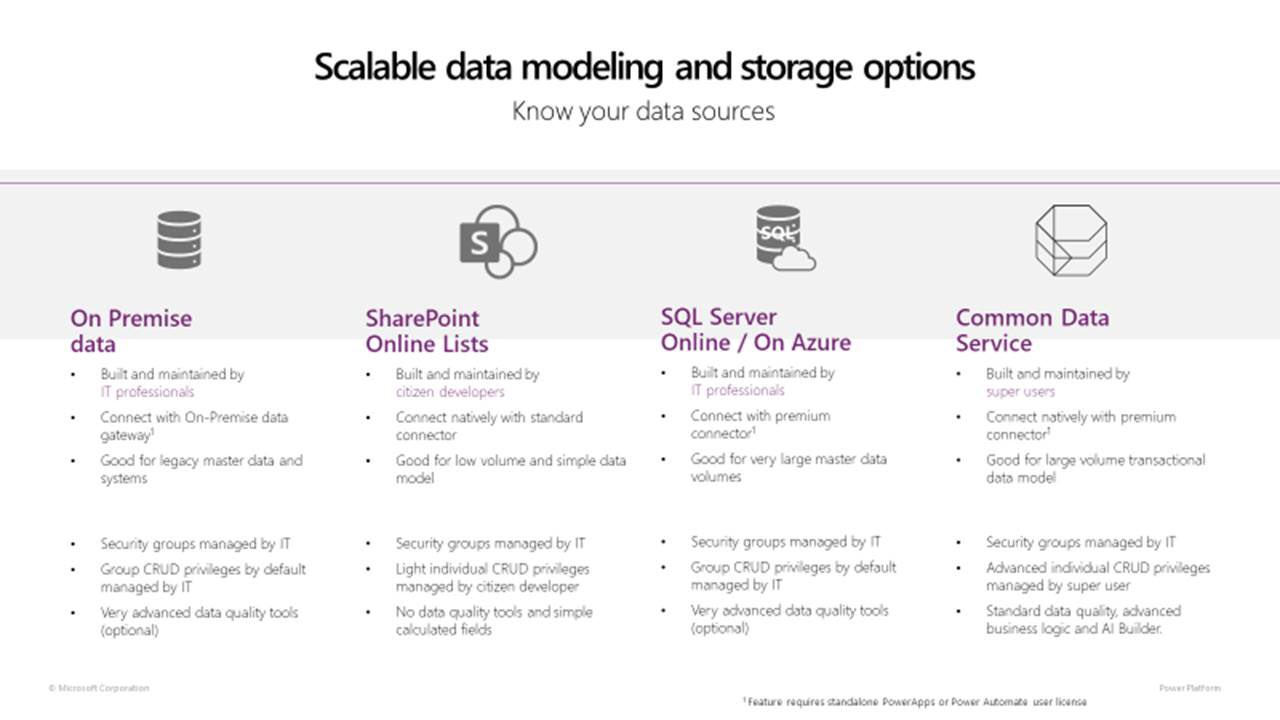 Scalable data modeling and storage options
Know your data sources
SQL
S
On Premise
data
• Built and maintained by
IT professionals
• Connect with On-Premise data
gateway¹
• Good for legacy master data and
systems
• Security groups managed by IT
• Group CRUD privileges by default
managed by IT
• Very advanced data quality tools
(optional)
SharePoint
Online Lists
• Built and maintained by
citizen developers
• Connect natively with standard
connector
• Good for low volume and simple data
model
• Security groups managed by IT
• Light individual CRUD privileges
managed by citizen developer
• No data quality tools and simple
calculated fields
SQL Server
Online / On Azure
• Built and maintained by
IT professionals
• Connect with premium
connector¹
• Good for very large master data
volumes
• Security groups managed by IT
• Group CRUD privileges by default
managed by IT
• Very advanced data quality tools
(optional)
Common Data
Service
• Built and maintained by
super users
• Connect natively with premium
connector¹
• Good for large volume transactional
data model
• Security groups managed by IT
• Advanced individual CRUD privileges
managed by super user
• Standard data quality, advanced
business logic and AI Builder.
© Microsoft Corporation
Power Platform
¹ Feature requires standalone PowerApps or Power Automate user license